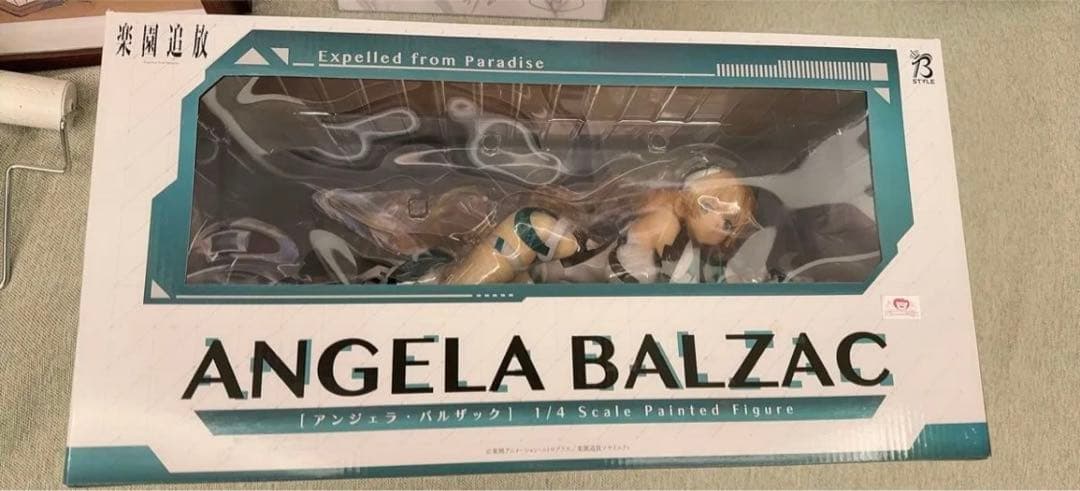 楽園追放
Expelled from Paradise
B
STYLE
ANGELA BALZAC
[アンジェラ・バルザック] 1/4 Scale Painted Figure